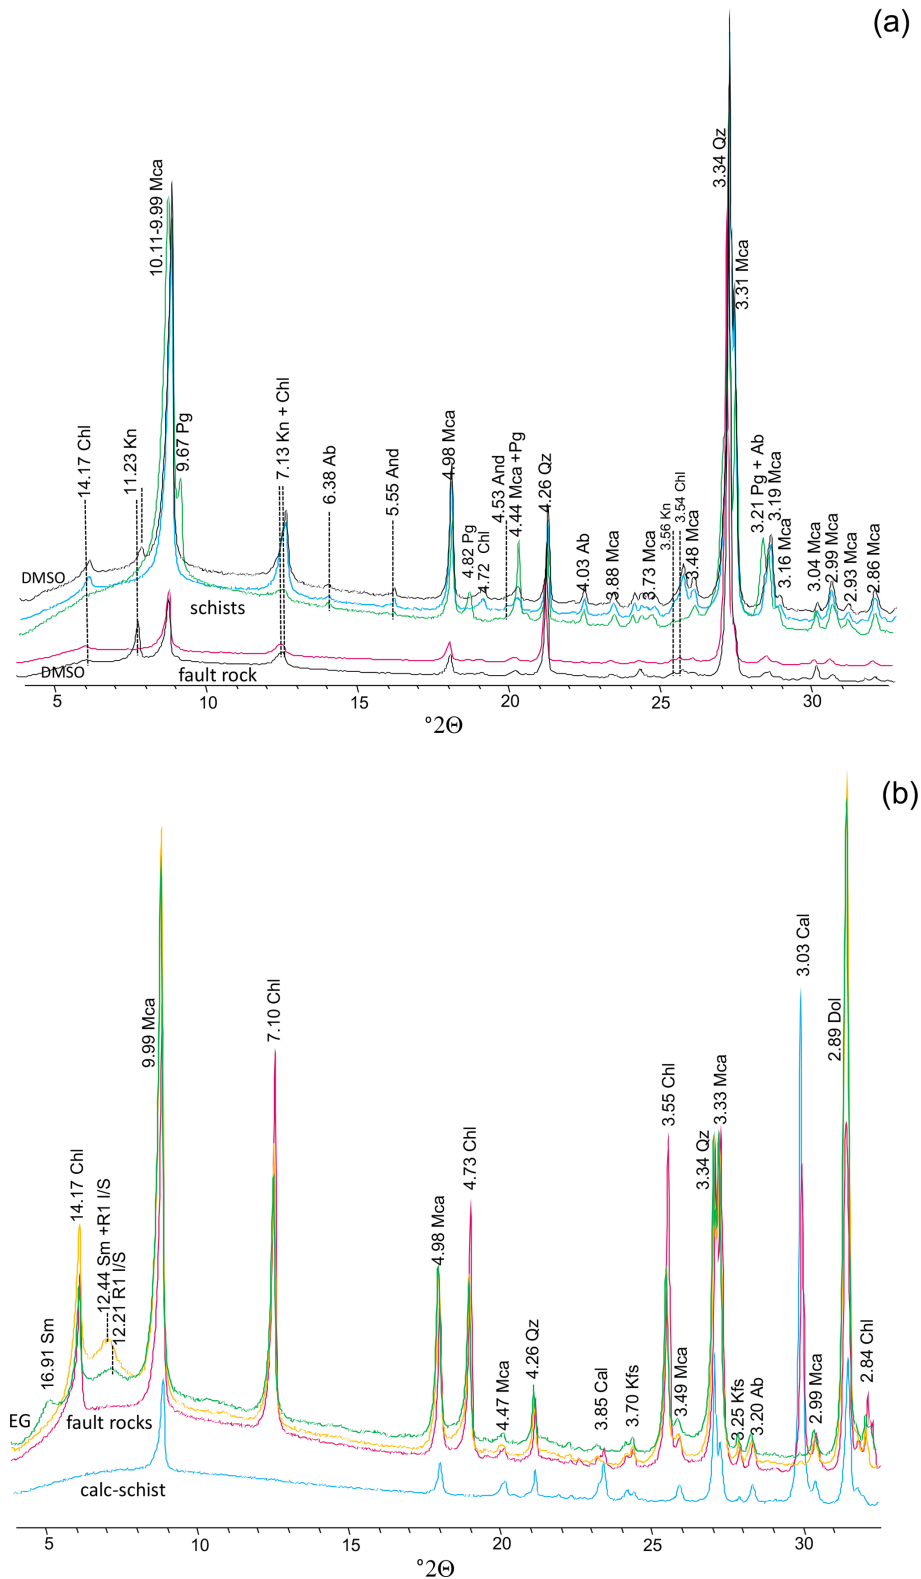 (a)
10.11-9.99 Mca
14.17 Chl
11.23 Kn
9.67 Pg
7.13 Kn + Chl
6.38 Ab
5.55 And
4.98 Mca
4.82 Pg
4.72 Chl
4.53 And
4.44 Mca +Pg
4.26 Qz
4.03 Ab
3.88 Mca
3.73 Mca
3.56 Kn
3.54 Chl
3.48 Mca
3.34 Qz
3.31 Mca
3.21 Pg + Ab
3.19 Mca
3.16 Mca
3.04 Mca
2.99 Mca
2.93 Mca
2.86 Mca
DMSO
schists
DMSO
fault rock
5 10 15 20 25 30
°2Θ
(b)
16.91 Sm
14.17 Chl
12.44 Sm +R1 I/S
12.21 R1 I/S
9.99 Mca
7.10 Chl
4.98 Mca
4.73 Chl
4.47 Mca
4.26 Qz
3.85 Cal
3.70 Kfs
3.55 Chl
3.49 Mca
3.34 Qz
3.33 Mca
3.25 Kfs
3.20 Ab
3.03 Cal
2.99 Mca
2.89 Dol
2.84 Chl
EG
fault rocks
calc-schist
5 10 15 20 25 30
°2Θ